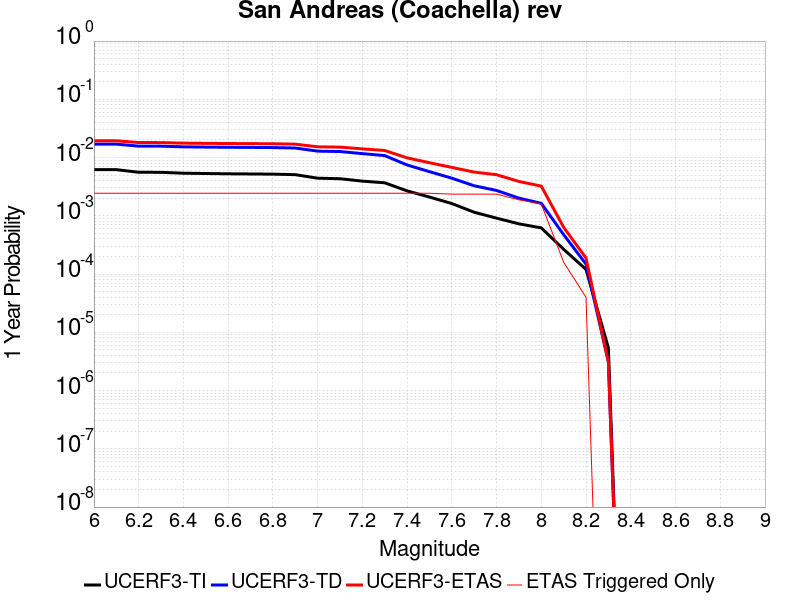 San Andreas (Coachella) rev
1 Year Probability
10^0
10^-1
10^-2
10^-3
10^-4
10^-5
10^-6
10^-7
10^-8
6 6.2 6.4 6.6 6.8 7 7.2 7.4 7.6 7.8 8 8.2 8.4 8.6 8.8 9
Magnitude
UCERF3-TI UCERF3-TD UCERF3-ETAS ETAS Triggered Only